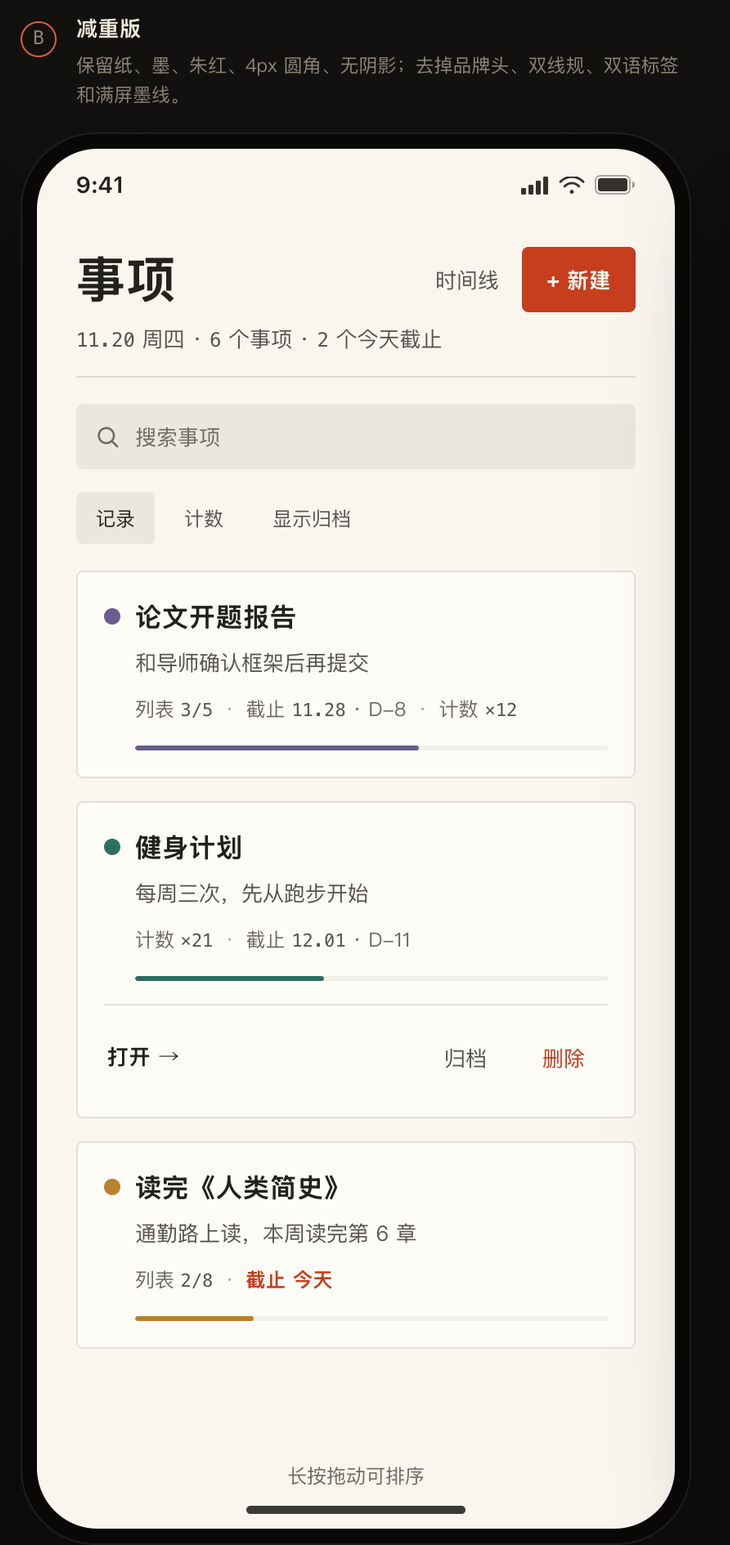 B
减重版
保留纸、墨、朱红、4px 圆角、无阴影；去掉品牌头、双线规、双语标签
和满屏墨线。
9:41
事项
时间线
+ 新建
11.20 周四 · 6 个事项 · 2 个今天截止
搜索事项
记录 计数 显示归档
论文开题报告
和导师确认框架后再提交
列表 3/5 · 截止 11.28 · D–8 · 计数 ×12
健身计划
每周三次，先从跑步开始
计数 ×21 · 截止 12.01 · D–11
打开 → 归档 删除
读完《人类简史》
通勤路上读，本周读完第 6 章
列表 2/8 · 截止 今天
长按拖动可排序